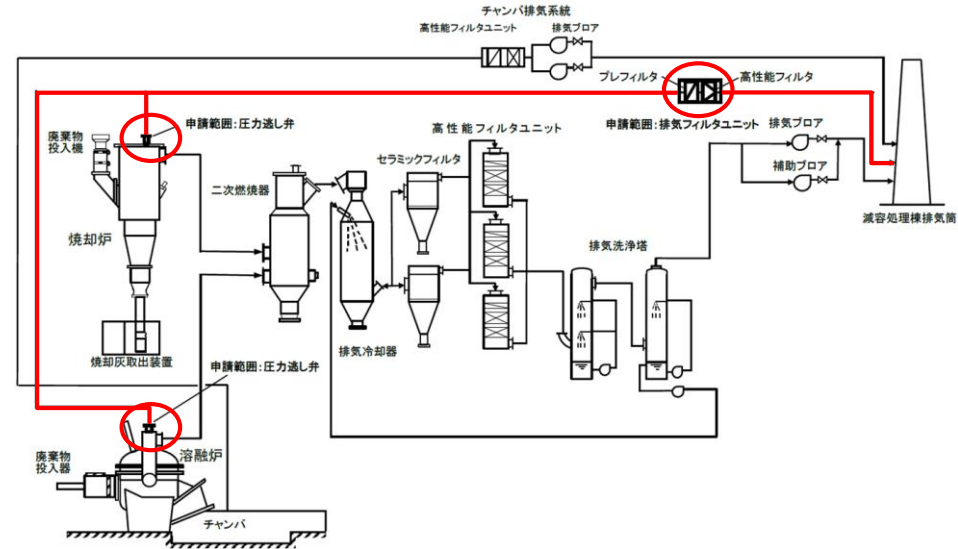 チャンバ排気系統
高性能フィルタユニット
排気ブロア
プレフィルタ
高性能フィルタ
申請範囲:圧力逃し弁
申請範囲:排気フィルタユニット
廃棄物
投入機
高性能フィルタユニット
排気ブロア
セラミックフィルタ
二次燃焼器
補助ブロア
減容処理棟排気筒
焼却炉
排気洗浄塔
排気冷却器
焼却灰取出装置
申請範囲:圧力逃し弁
溶融炉
廃棄物
投入器
チャンバ